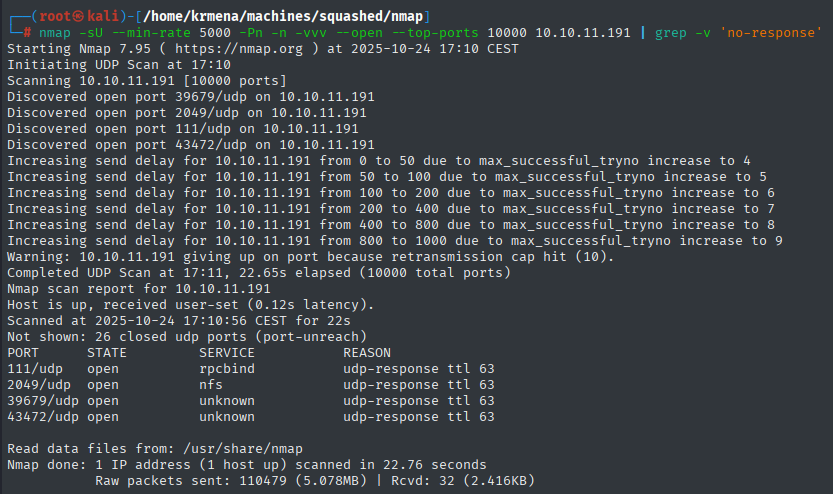 ┌──(root㉿kali)-[/home/krmena/machines/squashed/nmap]
└─# nmap -sU --min-rate 5000 -Pn -n -vvv --open --top-ports 10000 10.10.11.191 | grep -v 'no-response'
Starting Nmap 7.95 ( https://nmap.org ) at 2025-10-24 17:10 CEST
Initiating UDP Scan at 17:10
Scanning 10.10.11.191 [10000 ports]
Discovered open port 39679/udp on 10.10.11.191
Discovered open port 2049/udp on 10.10.11.191
Discovered open port 111/udp on 10.10.11.191
Discovered open port 43472/udp on 10.10.11.191
Increasing send delay for 10.10.11.191 from 0 to 50 due to max_successful_tryno increase to 4
Increasing send delay for 10.10.11.191 from 50 to 100 due to max_successful_tryno increase to 5
Increasing send delay for 10.10.11.191 from 100 to 200 due to max_successful_tryno increase to 6
Increasing send delay for 10.10.11.191 from 200 to 400 due to max_successful_tryno increase to 7
Increasing send delay for 10.10.11.191 from 400 to 800 due to max_successful_tryno increase to 8
Increasing send delay for 10.10.11.191 from 800 to 1000 due to max_successful_tryno increase to 9
Warning: 10.10.11.191 giving up on port because retransmission cap hit (10).
Completed UDP Scan at 17:11, 22.65s elapsed (10000 total ports)
Nmap scan report for 10.10.11.191
Host is up, received user-set (0.12s latency).
Scanned at 2025-10-24 17:10:56 CEST for 22s
Not shown: 26 closed udp ports (port-unreach)
PORT      STATE         SERVICE           REASON
111/udp   open          rpcbind           udp-response ttl 63
2049/udp  open          nfs               udp-response ttl 63
39679/udp open          unknown           udp-response ttl 63
43472/udp open          unknown           udp-response ttl 63
Read data files from: /usr/share/nmap
Nmap done: 1 IP address (1 host up) scanned in 22.76 seconds
           Raw packets sent: 110479 (5.078MB) | Rcvd: 32 (2.416KB)